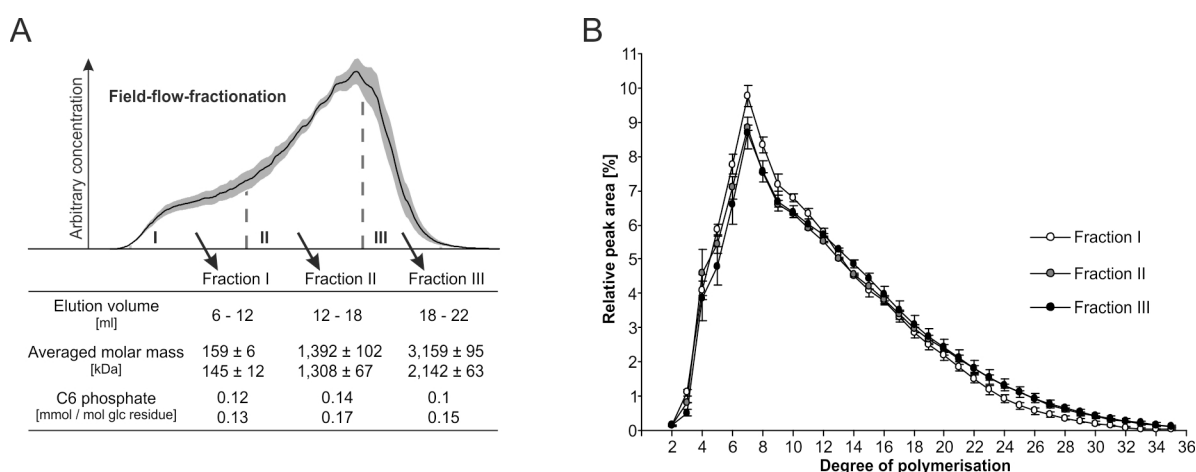 A
Field-flow-fractionation
Arbitrary concentration
I II III
Fraction I Fraction II Fraction III
Elution volume
[ml]
6 - 12 12 - 18 18 - 22
Averaged molar mass
[kDa]
159 ± 6 1,392 ± 102 3,159 ± 95
145 ± 12 1,308 ± 67 2,142 ± 63
C6 phosphate
[mmol / mol glc residue]
0.12 0.14 0.1
0.13 0.17 0.15
B
Relative peak area [%]
11
10
9
8
7
6
5
4
3
2
1
0
2 4 6 8 10 12 14 16 18 20 22 24 26 28 30 32 34 36
Degree of polymerisation
Fraction I
Fraction II
Fraction III